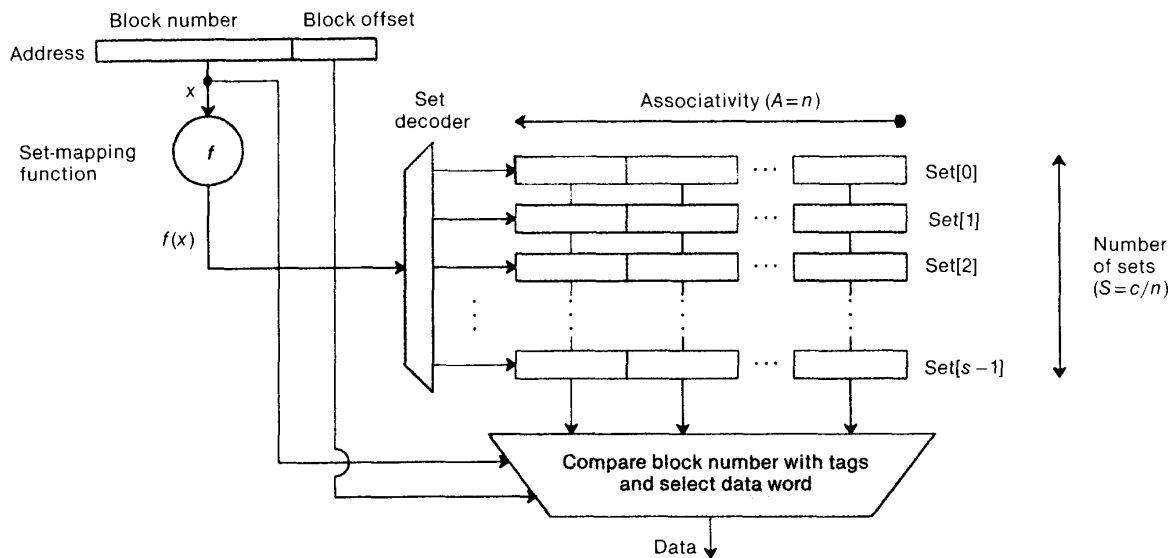 Block number
Block offset
Address
x
Set
decoder
Associativity (A=n)
Set-mapping
function
f
Set[0]
Set[1]
f(x)
Set[2]
Number
of sets
(S=c/n)
Set[s-1]
Compare block number with tags
and select data word
Data